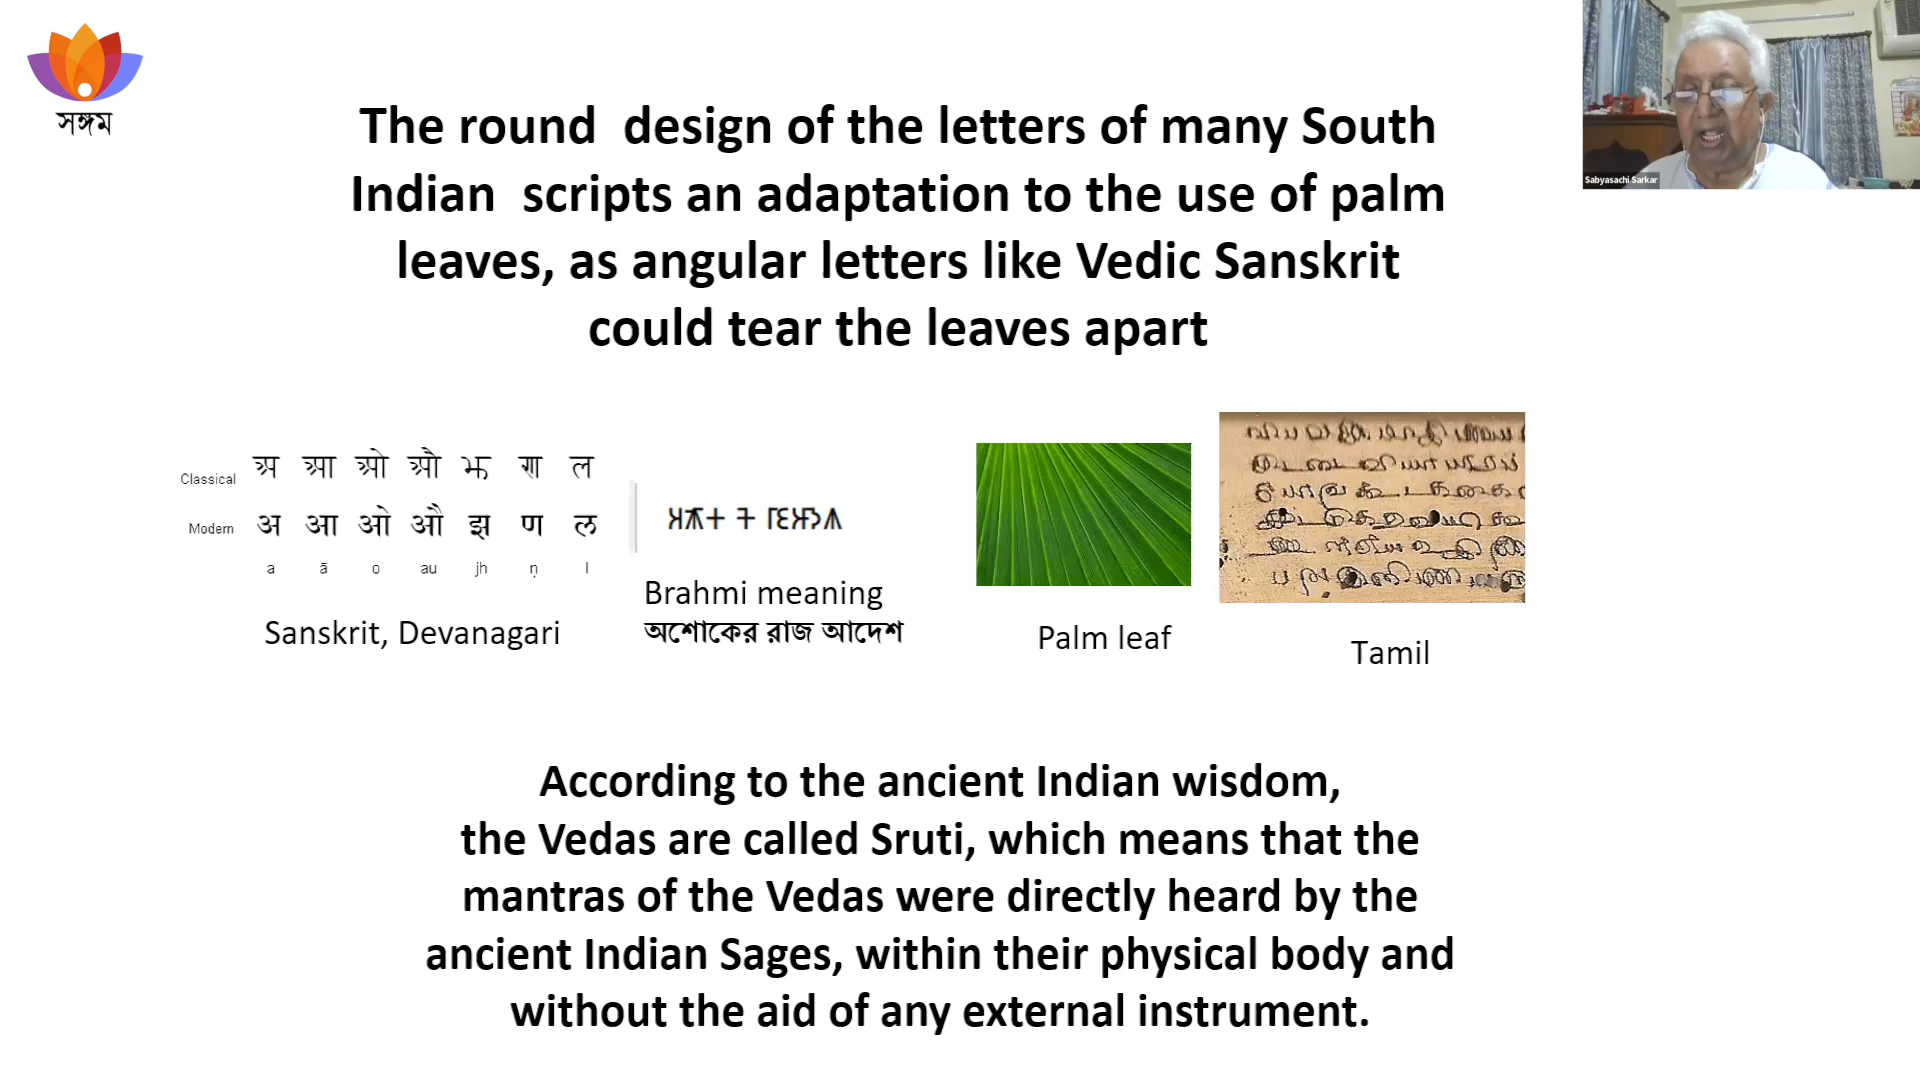 সঙ্গম
The round design of the letters of many South
Indian scripts an adaptation to the use of palm
leaves, as angular letters like Vedic Sanskrit
could tear the leaves apart
Sabyasachi Sarkar
Classical
Modern अ आ ओ औ झ ण ल
a ā o au jh ṇ l
Sanskrit, Devanagari
Brahmi meaning
অশোকের রাজ আদেশ
Palm leaf
Tamil
According to the ancient Indian wisdom,
the Vedas are called Sruti, which means that the
mantras of the Vedas were directly heard by the
ancient Indian Sages, within their physical body and
without the aid of any external instrument.